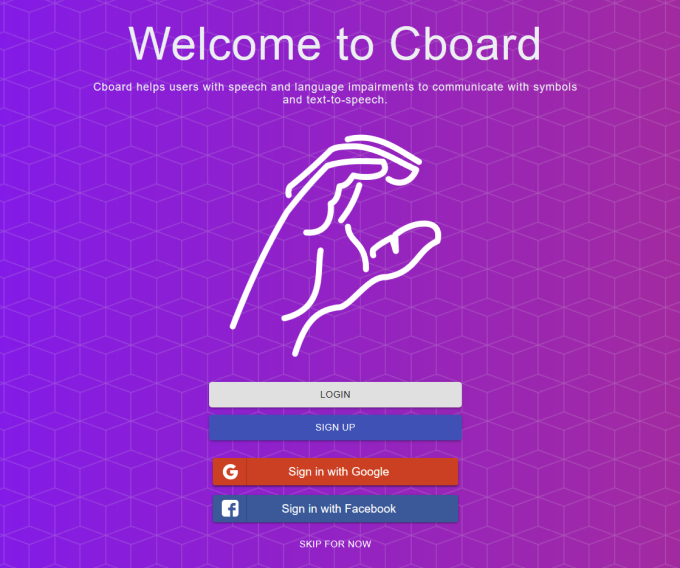 Welcome to Cboard
Cboard helps users with speech and language impairments to communicate with symbols
and text-to-speech.
LOGIN
SIGN UP
Sign in with Google
Sign in with Facebook
SKIP FOR NOW